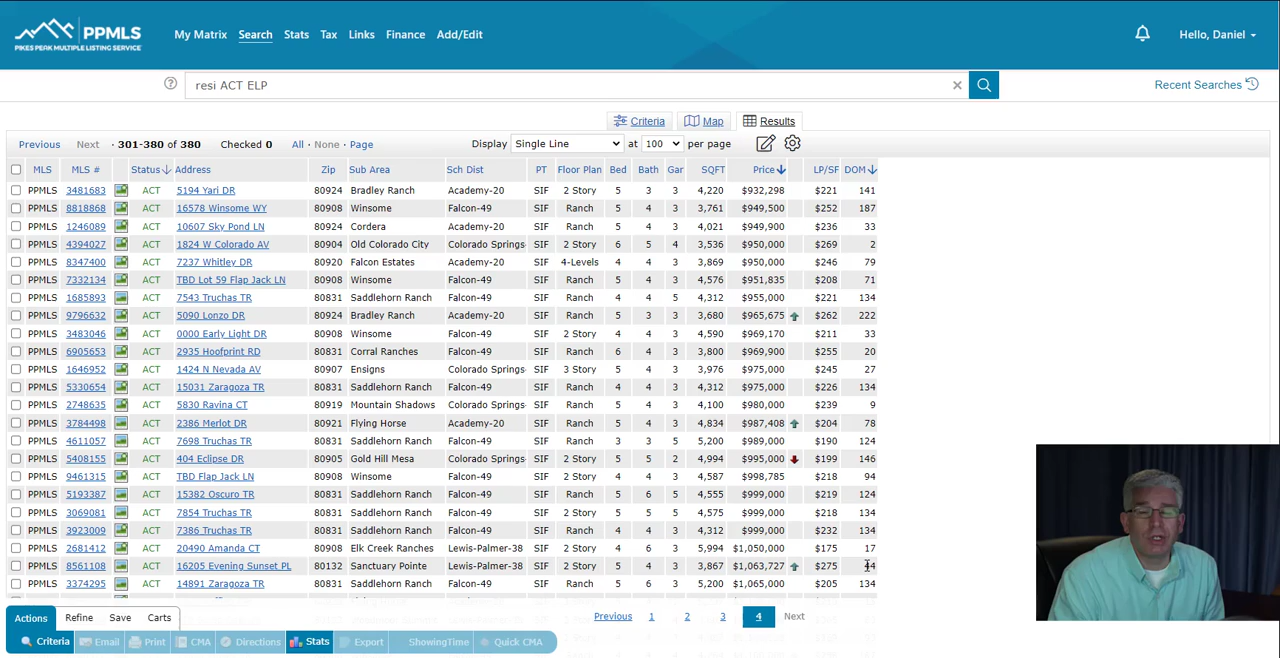 PPMLS
PIKES PEAK MULTIPLE LISTING SERVICE
My Matrix Search Stats Tax Links Finance Add/Edit
Hello, Daniel
resi ACT ELP
Recent Searches
Criteria Map Results
Previous Next · 301-380 of 380 Checked 0 All · None · Page Display Single Line at 100 per page
MLS MLS # Status Address Zip Sub Area Sch Dist PT Floor Plan Bed Bath Gar SQFT Price LP/SF DOM
PPMLS 3481683 ACT 5194 Yari DR 80924 Bradley Ranch Academy-20 SIF 2 Story 5 3 3 4,220 $932,298 $221 141
PPMLS 8818868 ACT 16578 Winsome WY 80908 Winsome Falcon-49 SIF Ranch 5 4 3 3,761 $949,500 $252 187
PPMLS 1246089 ACT 10607 Sky Pond LN 80924 Cordera Academy-20 SIF Ranch 5 4 3 4,021 $949,900 $236 33
PPMLS 4394027 ACT 1824 W Colorado AV 80904 Old Colorado City Colorado Springs- SIF 2 Story 6 5 4 3,536 $950,000 $269 2
PPMLS 8347400 ACT 7237 Whitley DR 80920 Falcon Estates Academy-20 SIF 4-Levels 4 4 3 3,869 $950,000 $246 79
PPMLS 7332134 ACT TBD Lot 59 Flap Jack LN 80908 Winsome Falcon-49 SIF Ranch 5 4 3 4,576 $951,835 $208 71
PPMLS 1685893 ACT 7543 Truchas TR 80831 Saddlehorn Ranch Falcon-49 SIF Ranch 4 4 5 4,312 $955,000 $221 134
PPMLS 9796632 ACT 5090 Lonzo DR 80924 Bradley Ranch Academy-20 SIF Ranch 5 3 3 3,680 $965,675 $262 222
PPMLS 3483046 ACT 0000 Early Light DR 80908 Winsome Falcon-49 SIF 2 Story 4 4 3 4,590 $969,170 $211 33
PPMLS 6905653 ACT 2935 Hoofprint RD 80831 Corral Ranches Falcon-49 SIF Ranch 6 4 3 3,800 $969,900 $255 20
PPMLS 1646952 ACT 1424 N Nevada AV 80907 Ensigns Colorado Springs- SIF 3 Story 5 4 3 3,976 $975,000 $245 27
PPMLS 5330654 ACT 15031 Zaragoza TR 80831 Saddlehorn Ranch Falcon-49 SIF Ranch 4 4 3 4,312 $975,000 $226 134
PPMLS 2748635 ACT 5830 Ravina CT 80919 Mountain Shadows Colorado Springs- SIF Ranch 5 4 3 4,100 $980,000 $239 9
PPMLS 3784498 ACT 2386 Merlot DR 80921 Flying Horse Academy-20 SIF 2 Story 5 4 3 4,834 $987,408 $204 78
PPMLS 4611057 ACT 7698 Truchas TR 80831 Saddlehorn Ranch Falcon-49 SIF Ranch 3 3 5 5,200 $989,000 $190 124
PPMLS 5408155 ACT 404 Eclipse DR 80905 Gold Hill Mesa Colorado Springs- SIF 2 Story 5 5 2 4,994 $995,000 $199 146
PPMLS 9461315 ACT TBD Flap Jack LN 80908 Winsome Falcon-49 SIF 2 Story 4 4 3 4,587 $998,785 $218 94
PPMLS 5193387 ACT 15382 Oscuro TR 80831 Saddlehorn Ranch Falcon-49 SIF Ranch 5 6 5 4,555 $999,000 $219 124
PPMLS 3069081 ACT 7854 Truchas TR 80831 Saddlehorn Ranch Falcon-49 SIF 2 Story 5 5 5 4,572 $999,000 $218 134
PPMLS 3923009 ACT 7386 Truchas TR 80831 Saddlehorn Ranch Falcon-49 SIF Ranch 4 4 3 4,312 $999,000 $232 134
PPMLS 2681412 ACT 20490 Amanda CT 80908 Elk Creek Ranches Lewis-Palmer-38 SIF 2 Story 4 6 3 5,994 $1,050,000 $175 17
PPMLS 8561108 ACT 16205 Evening Sunset PL 80132 Sanctuary Pointe Lewis-Palmer-38 SIF 2 Story 5 4 3 3,867 $1,063,727 $275
PPMLS 3374295 ACT 14891 Zaragoza TR 80831 Saddlehorn Ranch Falcon-49 SIF Ranch 5 6 3 5,200 $1,065,000 $205 134
Actions Refine Save Carts
Previous 1 2 3 4 Next
Criteria Email Print CMA Directions Stats Export ShowingTime Quick CMA